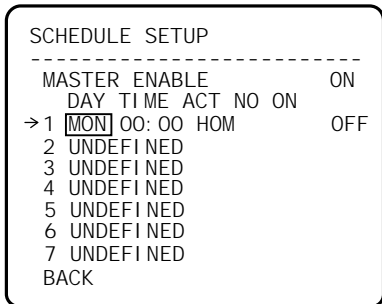 SCHEDULE SETUP
--------------------------
MASTER ENABLE ON
DAY TIME ACT NO ON
→1 MON 00:00 HOM OFF
2 UNDEFINED
3 UNDEFINED
4 UNDEFINED
5 UNDEFINED
6 UNDEFINED
7 UNDEFINED
BACK